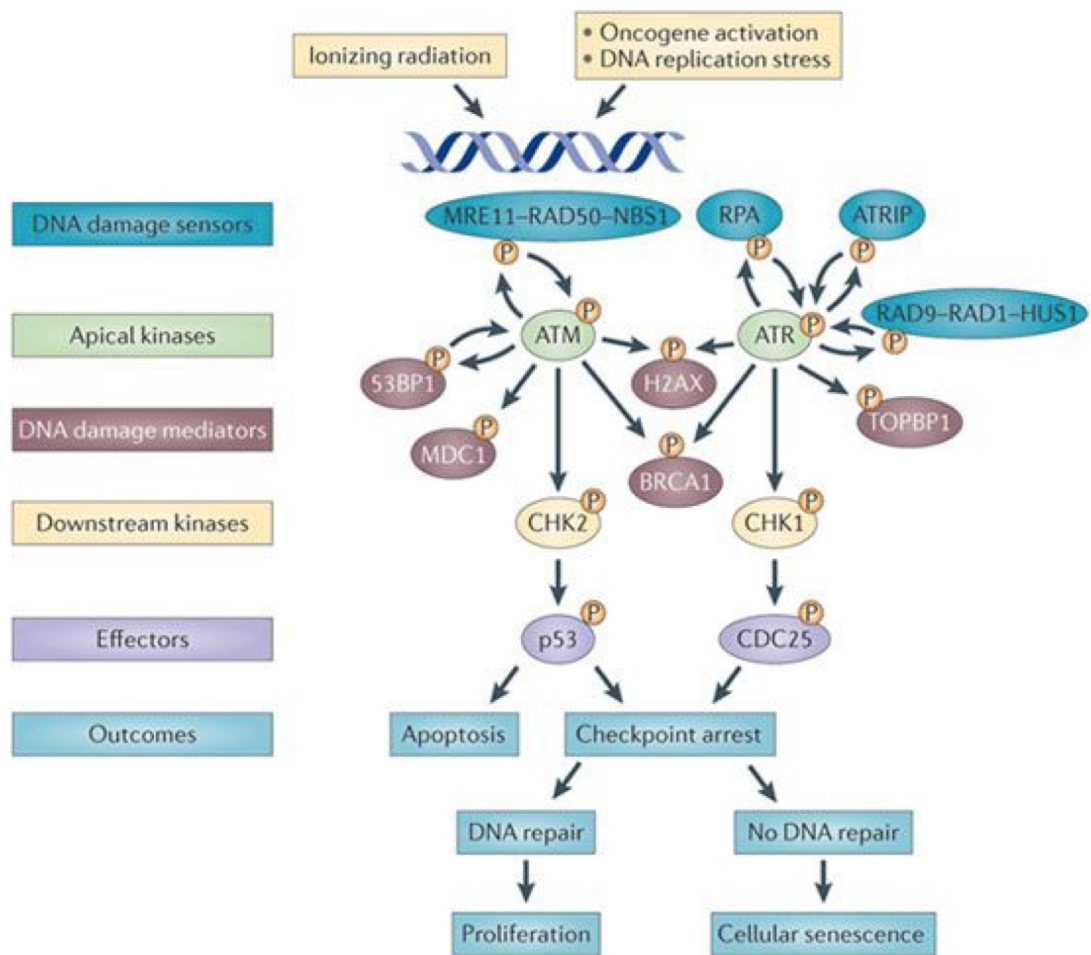 Ionizing radiation
• Oncogene activation
• DNA replication stress
DNA damage sensors
MRE11–RAD50–NBS1
RPA
ATRIP
P
P
P
RAD9–RAD1–HUS1
P
P
P
Apical kinases
ATM
ATR
P
P
P
53BP1
H2AX
TOPBP1
DNA damage mediators
P
P
MDC1
BRCA1
Downstream kinases
P
P
CHK2
CHK1
Effectors
P
P
p53
CDC25
Outcomes
Apoptosis
Checkpoint arrest
DNA repair
No DNA repair
Proliferation
Cellular senescence